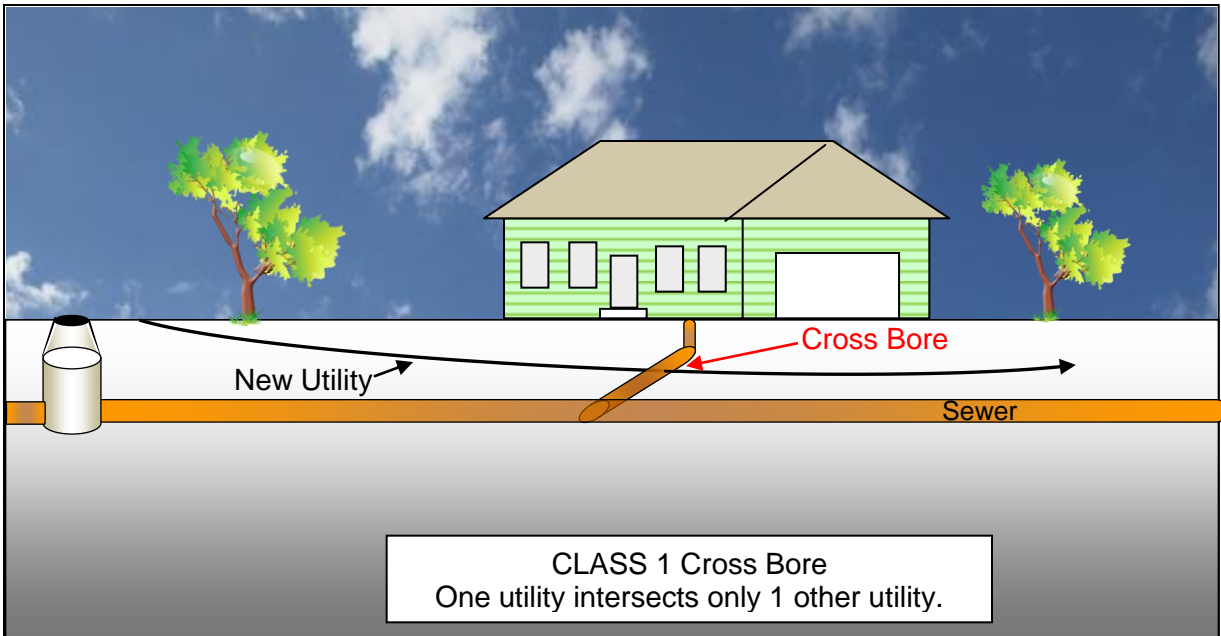 Cross Bore
New Utility
Sewer
CLASS 1 Cross Bore
One utility intersects only 1 other utility.